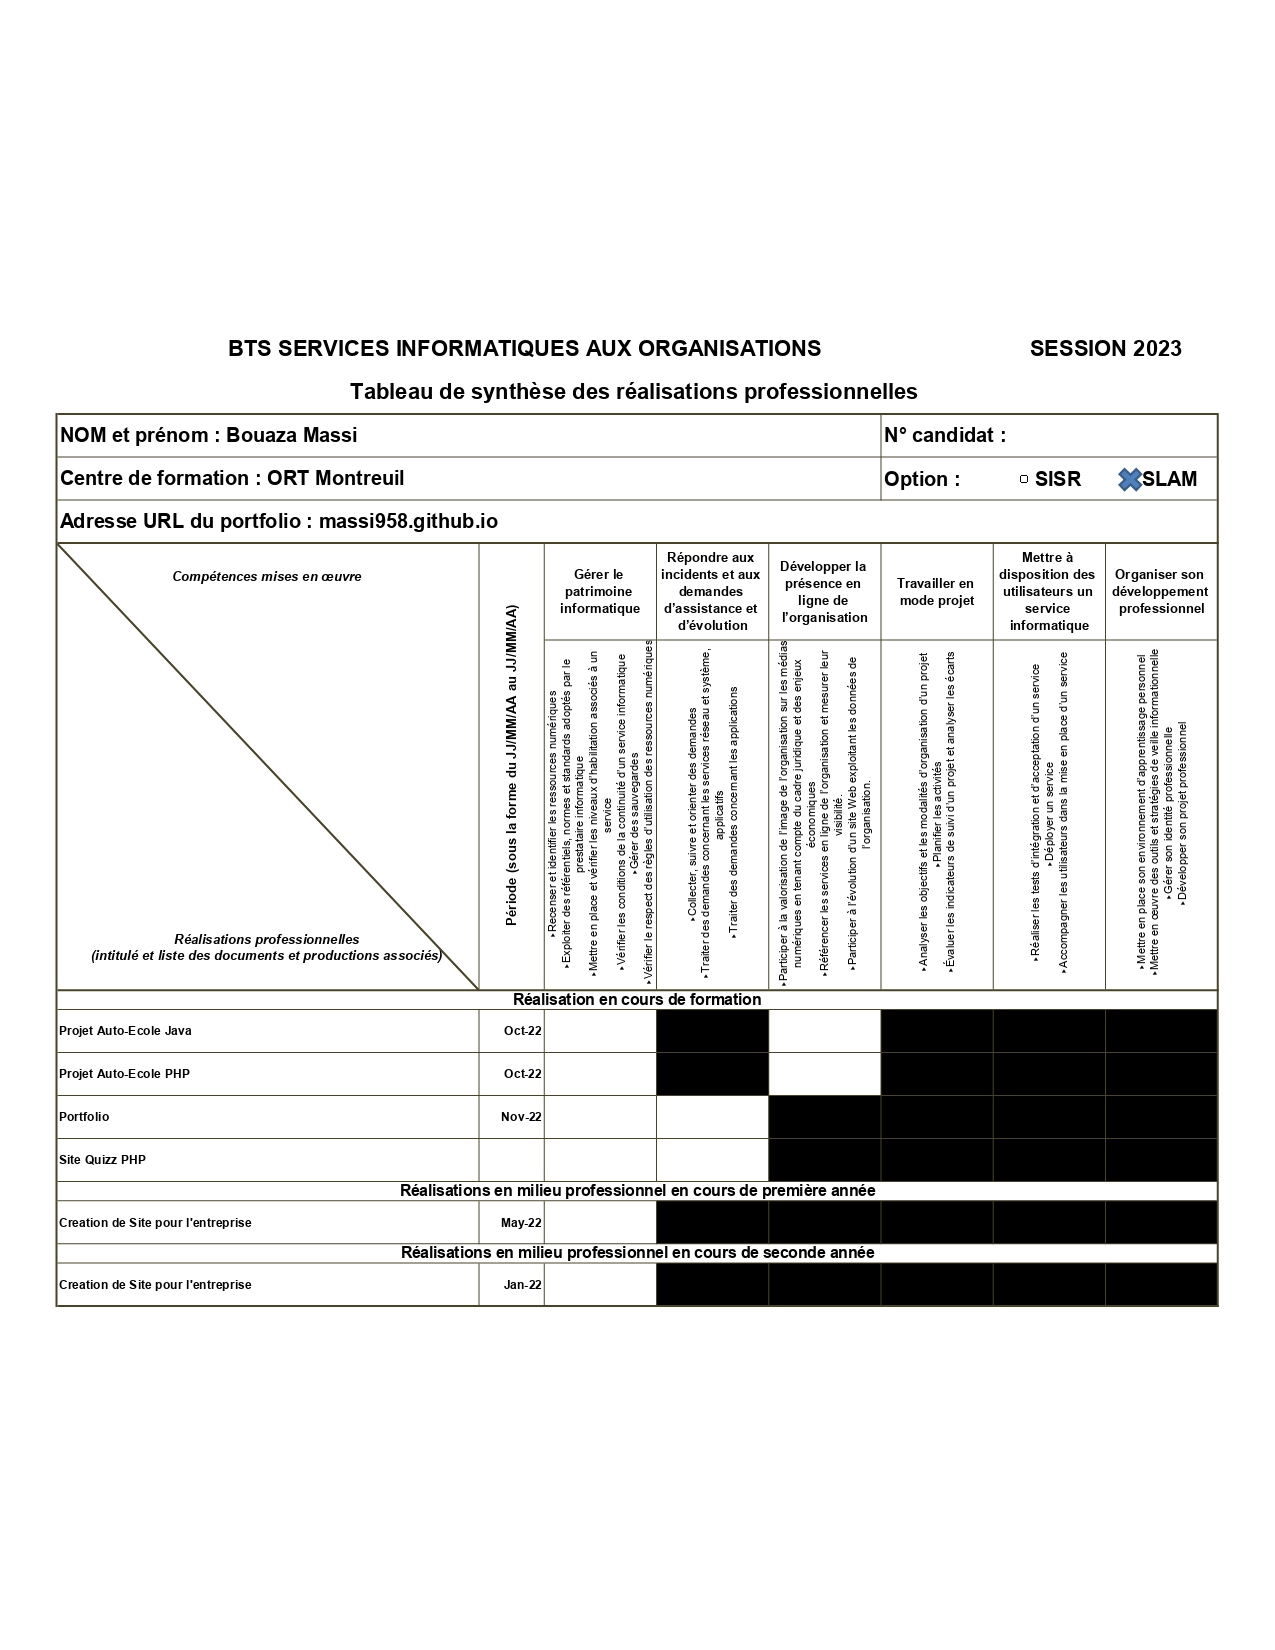 BTS SERVICES INFORMATIQUES AUX ORGANISATIONS SESSION 2023
Tableau de synthèse des réalisations professionnelles
NOM et prénom : Bouaza Massi N° candidat :
Centre de formation : ORT Montreuil Option : SISR SLAM
Adresse URL du portfolio : massi958.github.io
Compétences mises en œuvre
Réalisations professionnelles
(intitulé et liste des documents et productions associés)
Période (sous la forme du JJ/MM/AA au JJ/MM/AA)
Gérer le
patrimoine
informatique
Répondre aux
incidents et aux
demandes
d'assistance et
d'évolution
Développer la
présence en
ligne de
l'organisation
Travailler en
mode projet
Mettre à
disposition des
utilisateurs un
service
informatique
Organiser son
développement
professionnel
‣Recenser et identifier les ressources numériques
‣Exploiter des référentiels, normes et standards adoptés par le
prestataire informatique
‣Mettre en place et vérifier les niveaux d'habilitation associés à un
service
‣Vérifier les conditions de la continuité d'un service informatique
‣Gérer des sauvegardes
‣Vérifier le respect des règles d'utilisation des ressources numériques
‣Collecter, suivre et orienter des demandes
‣Traiter des demandes concernant les services réseau et système,
applicatifs
‣Traiter des demandes concernant les applications
‣Participer à la valorisation de l'image de l'organisation sur les médias
numériques en tenant compte du cadre juridique et des enjeux
économiques
‣Référencer les services en ligne de l'organisation et mesurer leur
visibilité.
‣Participer à l'évolution d'un site Web exploitant les données de
l'organisation.
‣Analyser les objectifs et les modalités d'organisation d'un projet
‣Planifier les activités
‣Évaluer les indicateurs de suivi d'un projet et analyser les écarts
‣Réaliser les tests d'intégration et d'acceptation d'un service
‣Déployer un service
‣Accompagner les utilisateurs dans la mise en place d'un service
‣Mettre en place son environnement d'apprentissage personnel
‣Mettre en œuvre des outils et stratégies de veille informationnelle
‣Gérer son identité professionnelle
‣Développer son projet professionnel
Réalisation en cours de formation
Projet Auto-Ecole Java Oct-22
Projet Auto-Ecole PHP Oct-22
Portfolio Nov-22
Site Quizz PHP
Réalisations en milieu professionnel en cours de première année
Creation de Site pour l'entreprise May-22
Réalisations en milieu professionnel en cours de seconde année
Creation de Site pour l'entreprise Jan-22